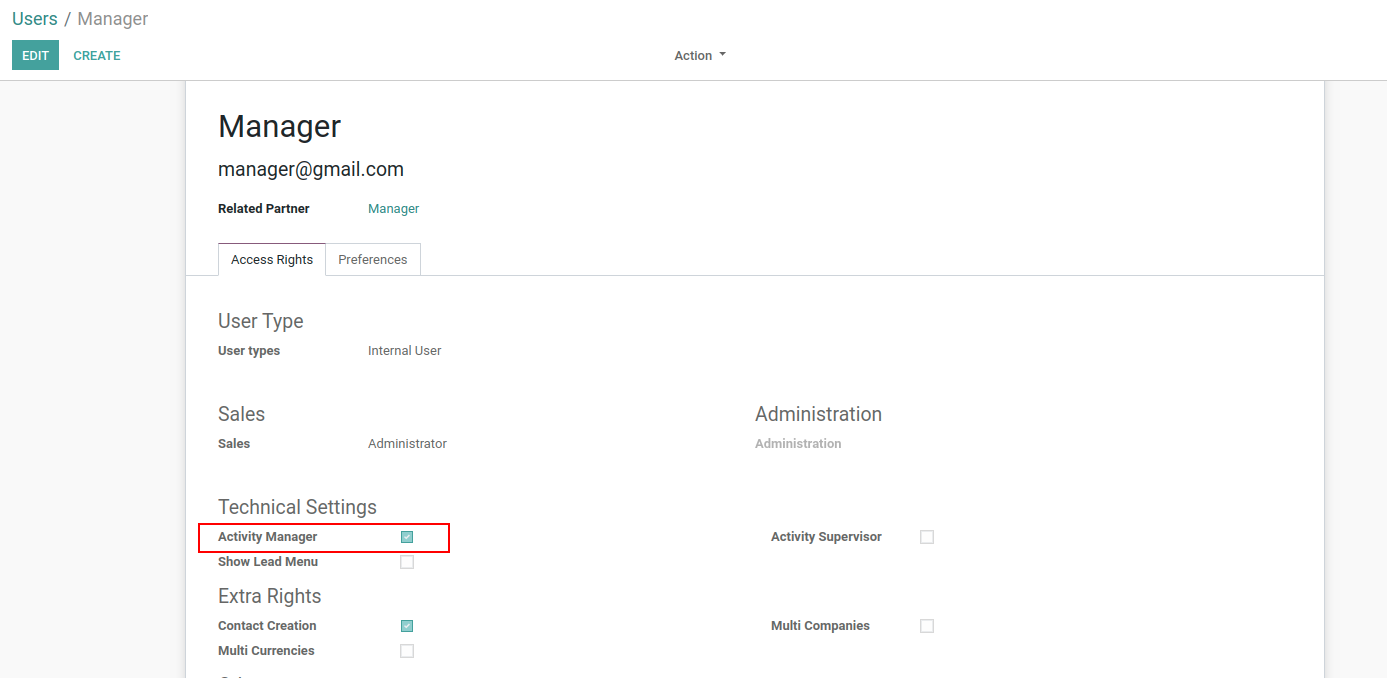 Users / Manager
EDIT CREATE Action
Manager
manager@gmail.com
Related Partner Manager
Access Rights Preferences
User Type
User types Internal User
Sales Administration
Sales Administrator Administration
Technical Settings
Activity Manager Activity Supervisor
Show Lead Menu
Extra Rights
Contact Creation Multi Companies
Multi Currencies